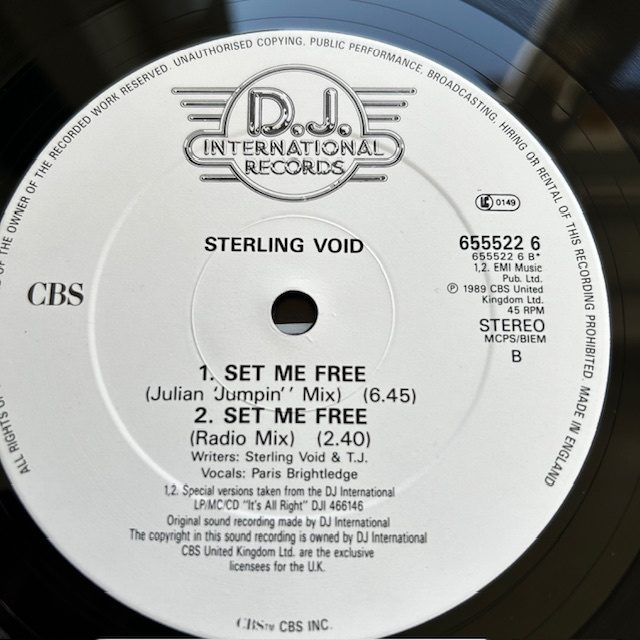 OF THE OWNER OF THE RECORDED WORK RESERVED. UNAUTHORISED COPYING, PUBLIC PERFORMANCE, BROADCASTING, HIRING OR RENTAL OF THIS RECORDING PROHIBITED. MADE IN ENGLAND
D.J.
INTERNATIONAL
RECORDS
LC 0149
STERLING VOID
655522 6
655522 6 B*
1,2. EMI Music
Pub. Ltd.
℗ 1989 CBS United
Kingdom Ltd.
45 RPM
STEREO
MCPS/BIEM
B
CBS
1. SET ME FREE
(Julian 'Jumpin'' Mix) (6.45)
2. SET ME FREE
(Radio Mix) (2.40)
Writers: Sterling Void & T.J.
Vocals: Paris Brightledge
1,2. Special versions taken from the DJ International
LP/MC/CD "It's All Right" DJI 466146
Original sound recording made by DJ International
The copyright in this sound recording is owned by DJ International
CBS United Kingdom Ltd. are the exclusive
licensees for the U.K.
ALL RIGHTS O
CBS TM CBS INC.